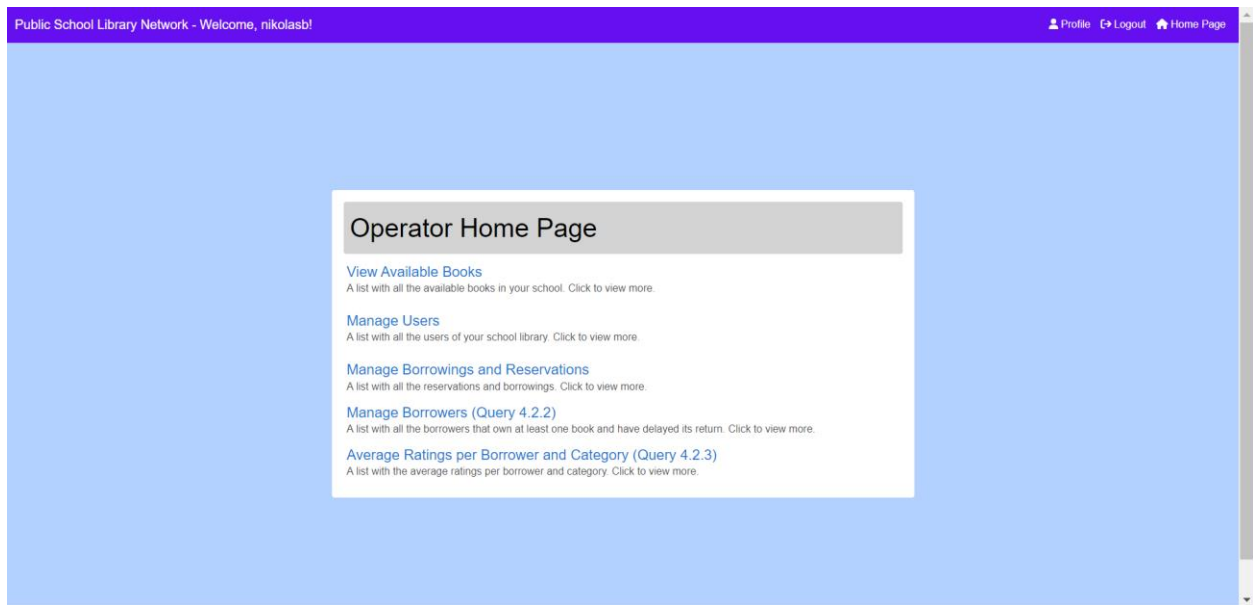 Public School Library Network - Welcome, nikolasb!
Profile Logout Home Page
Operator Home Page
View Available Books
A list with all the available books in your school. Click to view more.
Manage Users
A list with all the users of your school library. Click to view more.
Manage Borrowings and Reservations
A list with all the reservations and borrowings. Click to view more.
Manage Borrowers (Query 4.2.2)
A list with all the borrowers that own at least one book and have delayed its return. Click to view more.
Average Ratings per Borrower and Category (Query 4.2.3)
A list with the average ratings per borrower and category. Click to view more.